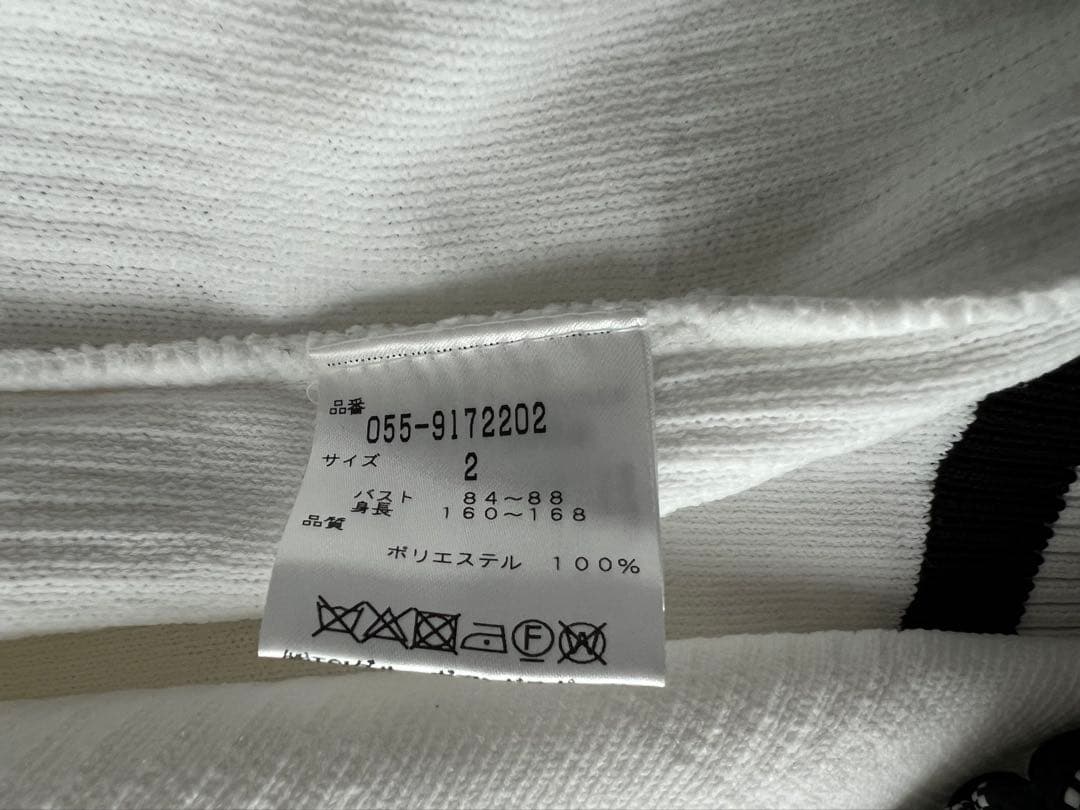 品番
055-9172202
サイズ 2
バスト 84～88
身長 160～168
品質
ポリエステル 100%
F W